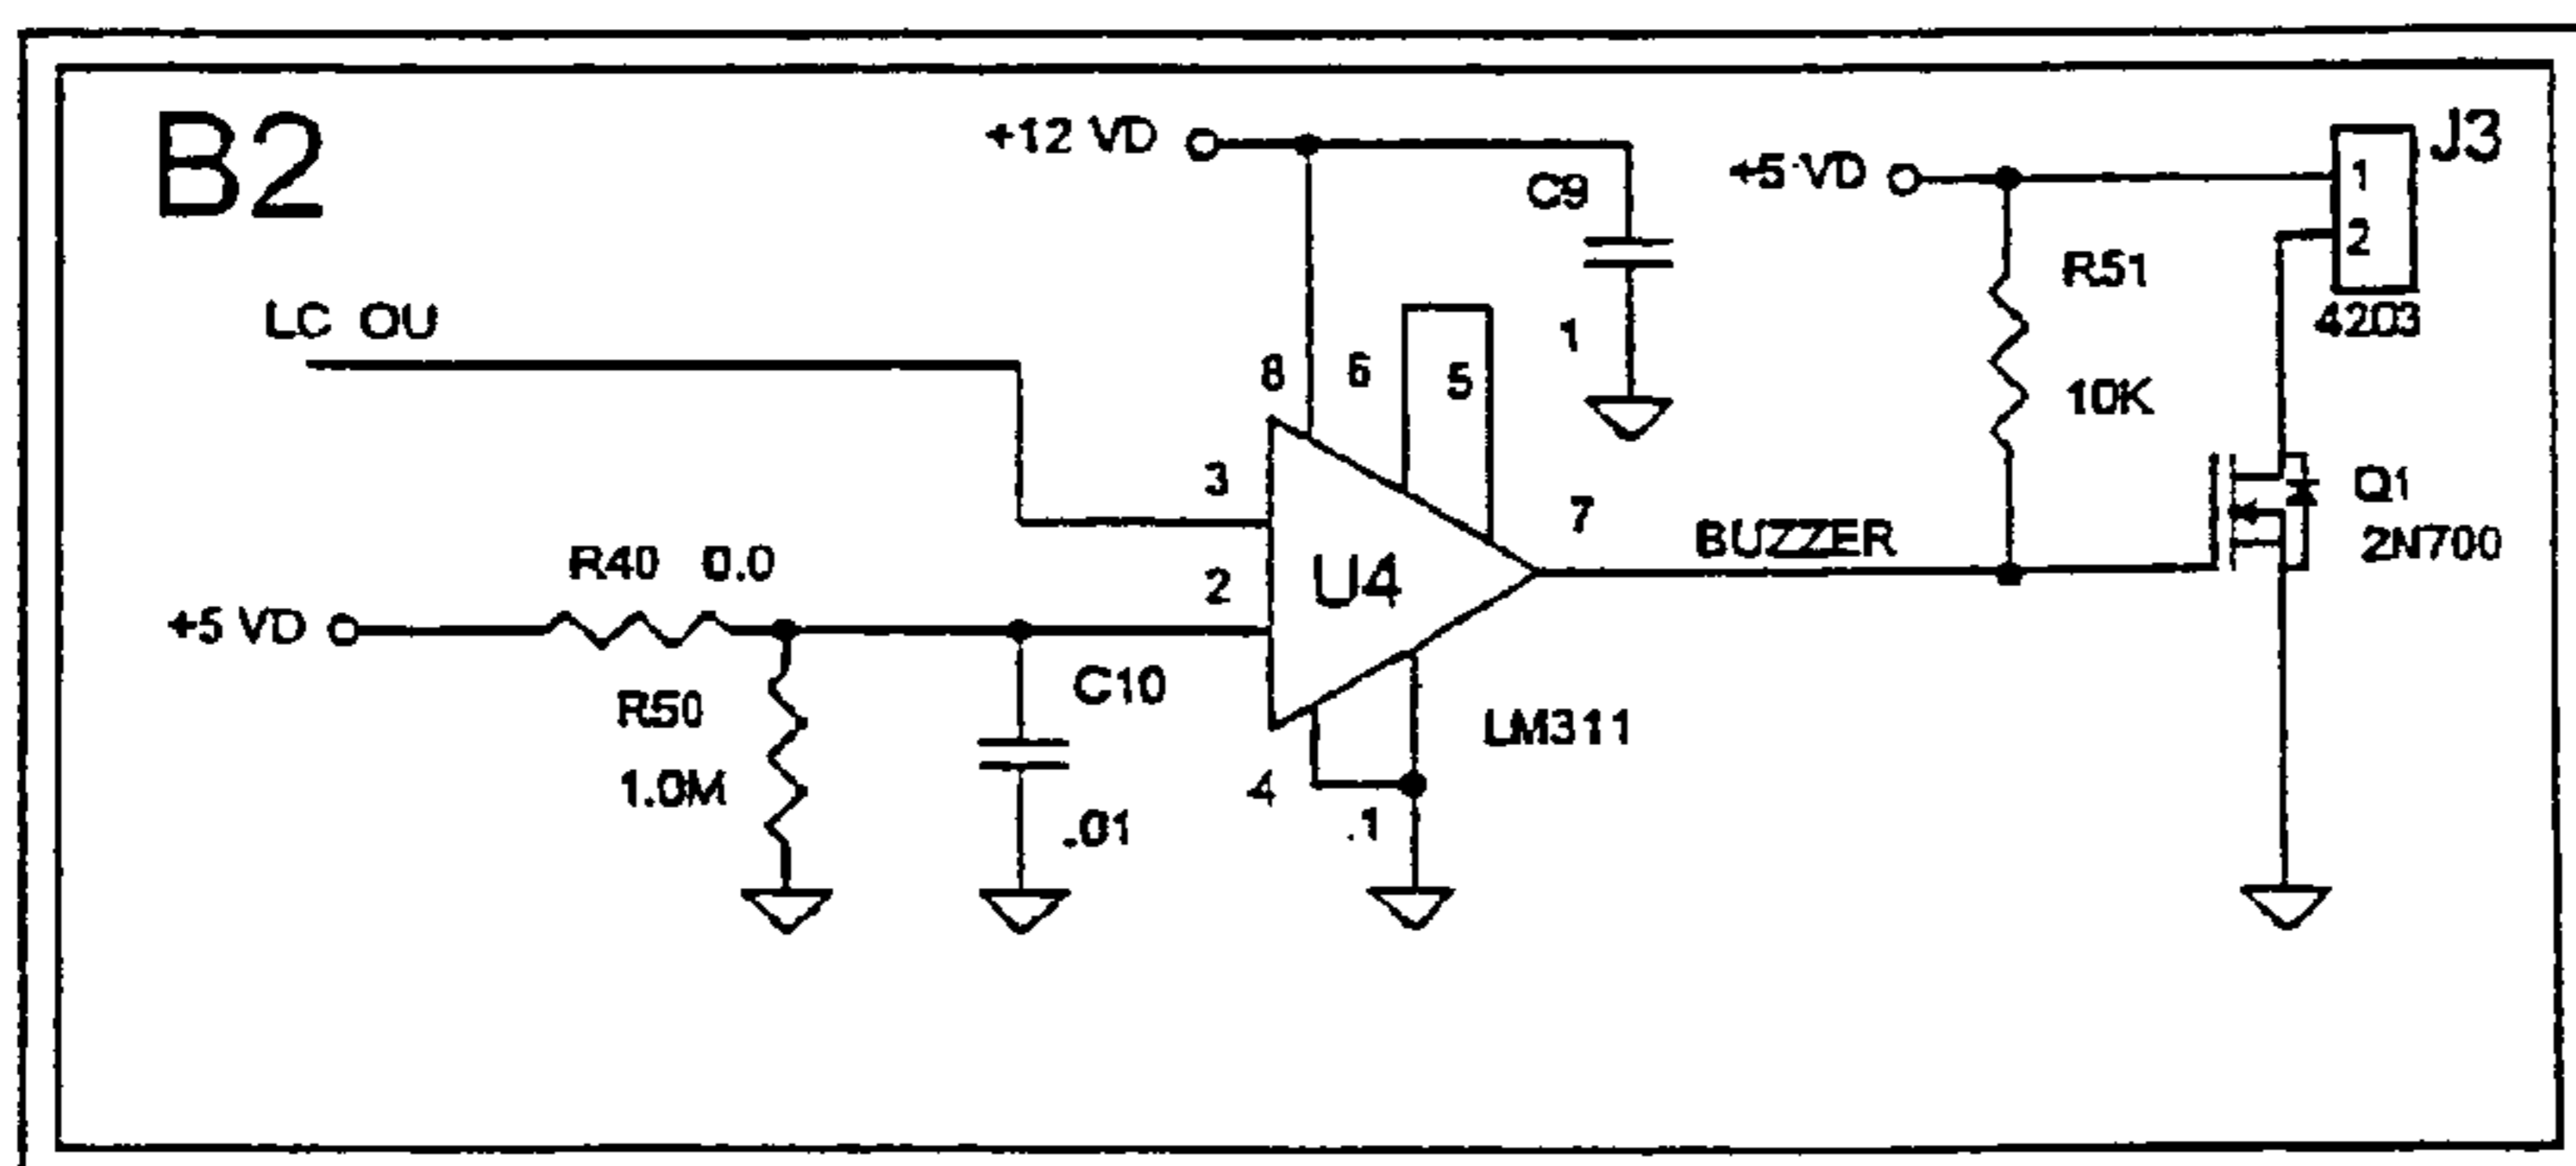 B2
+12 VD
+5 VD
J3
1
2
4203
C9
1
R51
10K
LC OU
8
6
5
3
2
7
U4
BUZZER
Q1
2N700
R40 0.0
+5 VD
R50
1.0M
C10
.01
4
.1
LM311